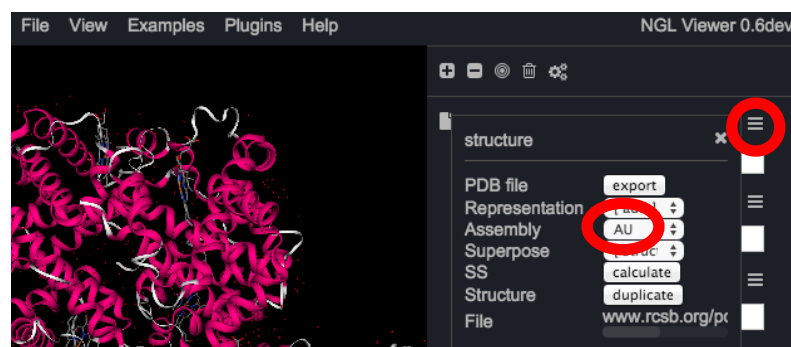 File View Examples Plugins Help NGL Viewer 0.6dev
structure
PDB file export
Representation
Assembly AU
Superpose
SS calculate
Structure duplicate
File www.rcsb.org/